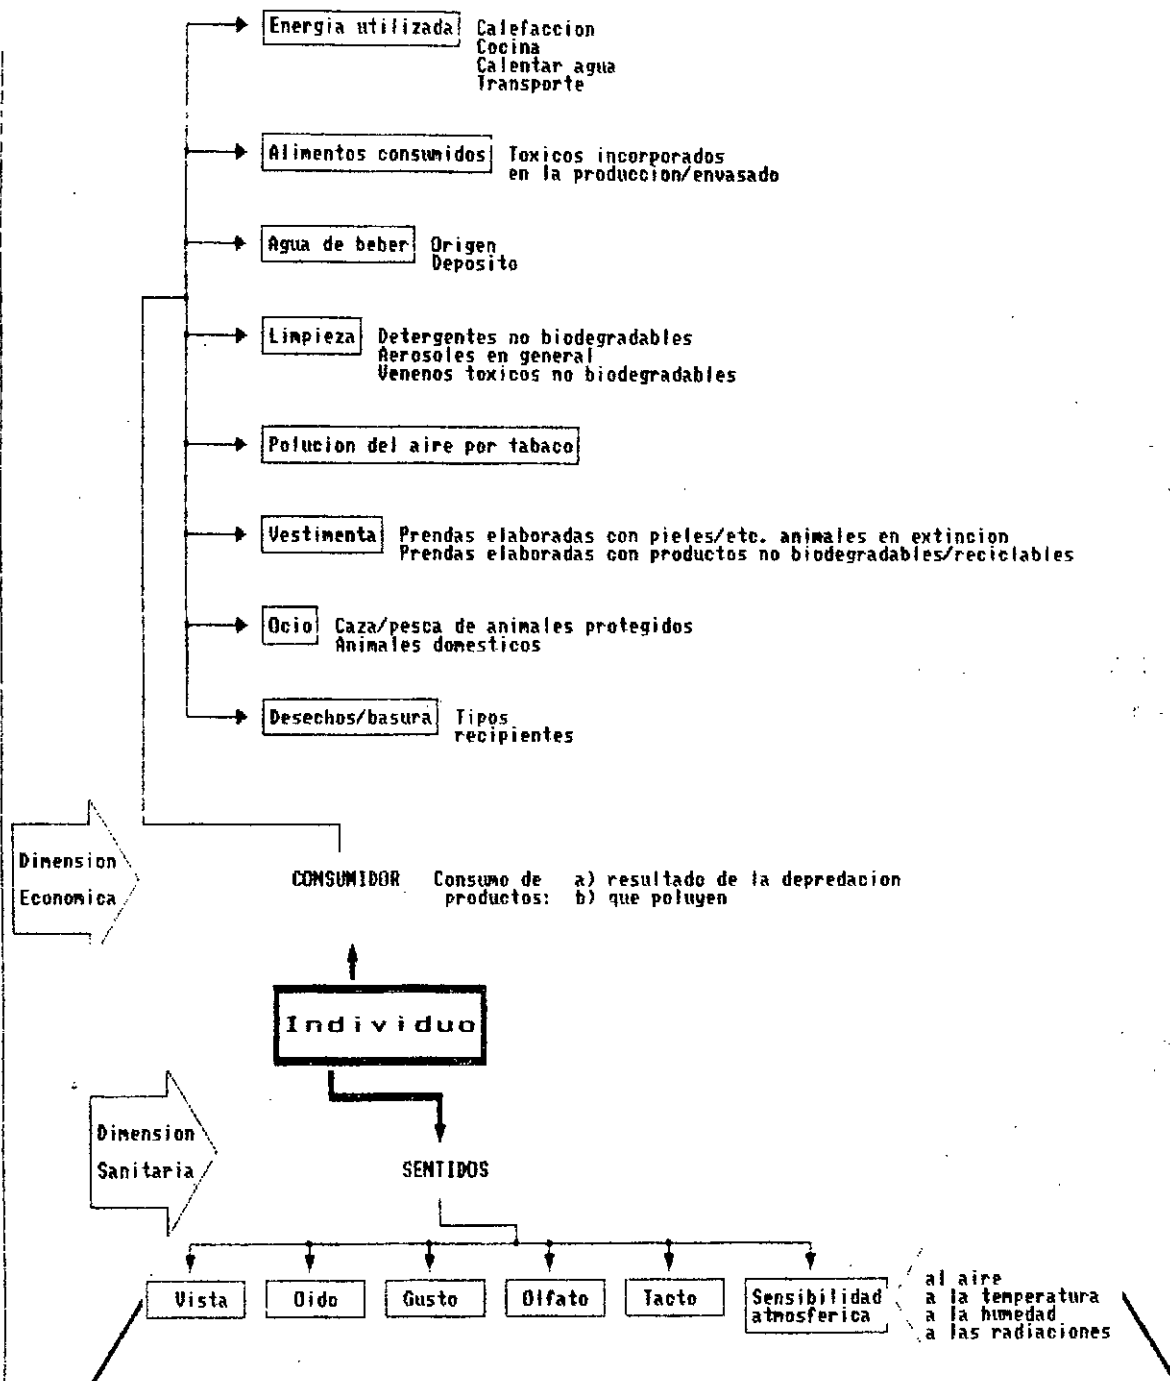 Energia utilizada
Calefaccion
Cocina
Calentar agua
Transporte
Alimentos consumidos
Toxicos incorporados
en la produccion/envasado
Agua de beber
Origen
Deposito
Limpieza
Detergentes no biodegradables
Aerosoles en general
Venenos toxicos no biodegradables
Polucion del aire por tabaco
Vestimenta
Prendas elaboradas con pieles/etc. animales en extincion
Prendas elaboradas con productos no biodegradables/reciclables
Ocio
Caza/pesca de animales protegidos
Animales domesticos
Desechos/basura
Tipos
recipientes
Dimension
Economica
CONSUMIDOR
Consumo de
productos:
a) resultado de la depredacion
b) que poluyen
Individuo
Dimension
Sanitaria
SENTIDOS
Vista
Oido
Gusto
Olfato
Tacto
Sensibilidad
atmosferica
al aire
a la temperatura
a la humedad
a las radiaciones